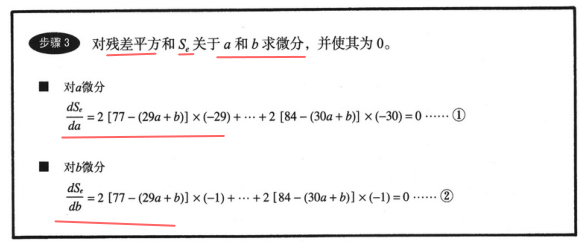 步骤 3 对残差平方和 Sₑ 关于 a 和 b 求微分，并使其为 0。
■ 对a微分
dSₑ/da = 2 [77 − (29a + b)] × (−29) + ··· + 2 [84 − (30a + b)] × (−30) = 0 ······ ①
■ 对b微分
dSₑ/db = 2 [77 − (29a + b)] × (−1) + ··· + 2 [84 − (30a + b)] × (−1) = 0 ······ ②